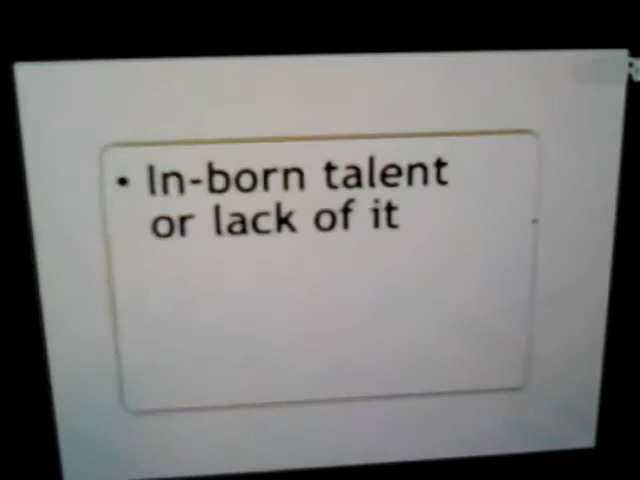 • In-born talent
or lack of it